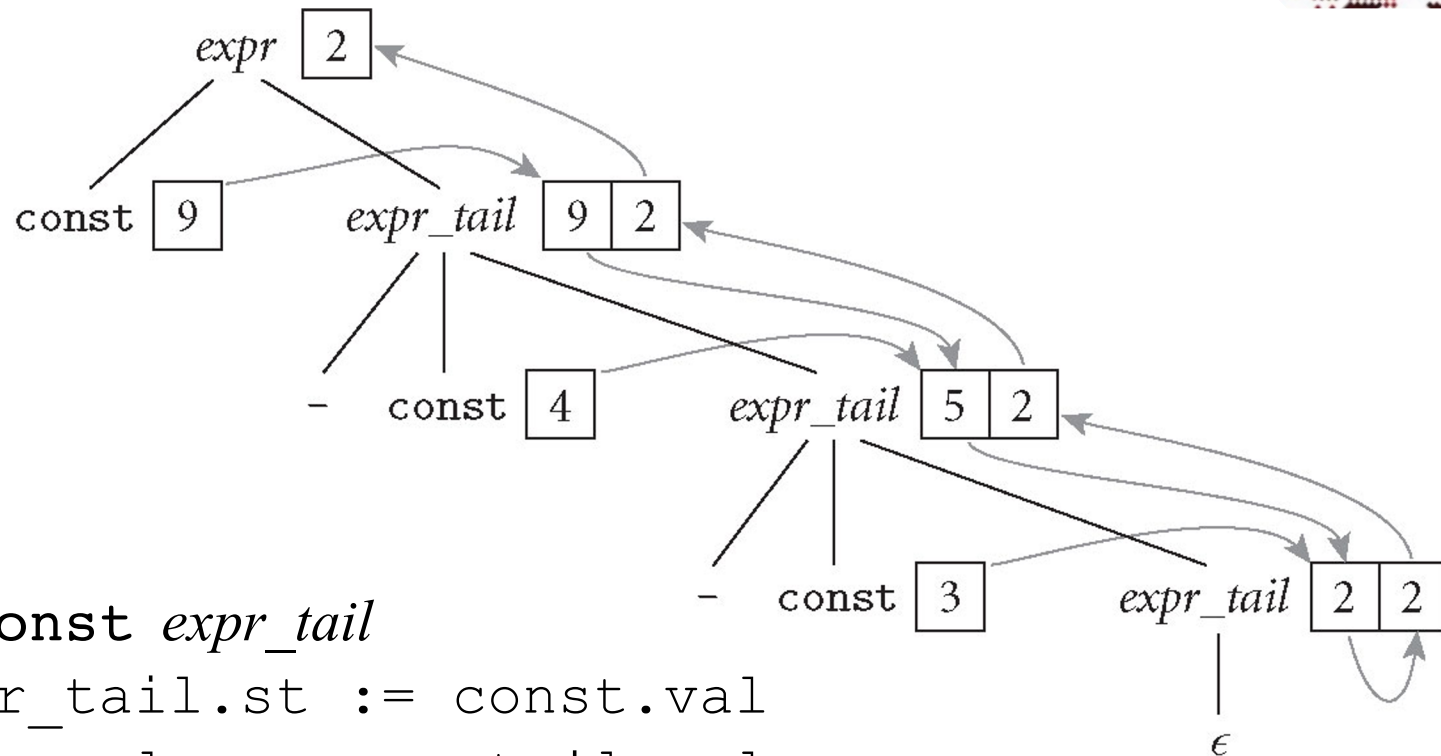 expr 2
const 9 expr_tail 9 2
- const 4 expr_tail 5 2
- const 3 expr_tail 2 2
onst expr_tail
r_tail.st := const.val
ϵ